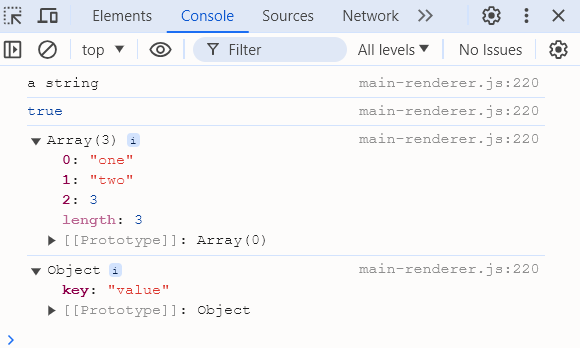 Elements Console Sources Network
top Filter All levels No Issues
a string main-renderer.js:220
true main-renderer.js:220
Array(3) i main-renderer.js:220
0: "one"
1: "two"
2: 3
length: 3
[[Prototype]]: Array(0)
Object i main-renderer.js:220
key: "value"
[[Prototype]]: Object